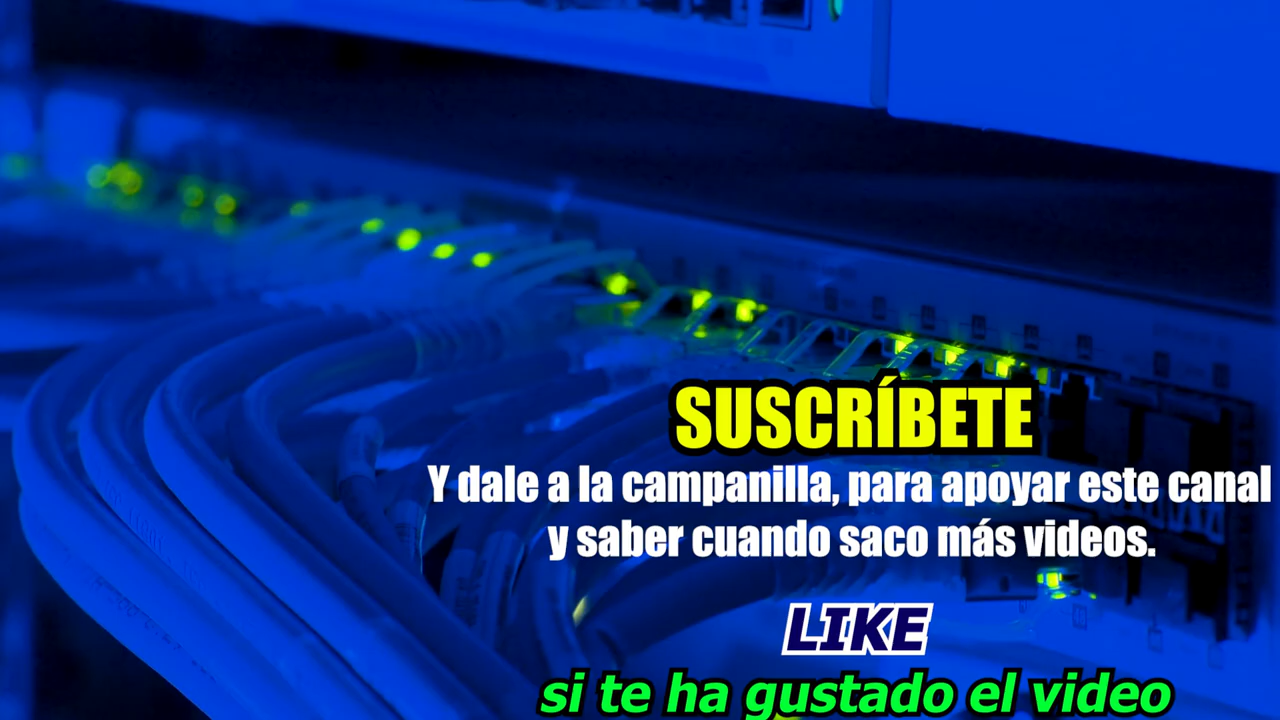 SUSCRÍBETE
Y dale a la campanilla, para apoyar este canal
y saber cuando saco más videos.
LIKE
si te ha gustado el video